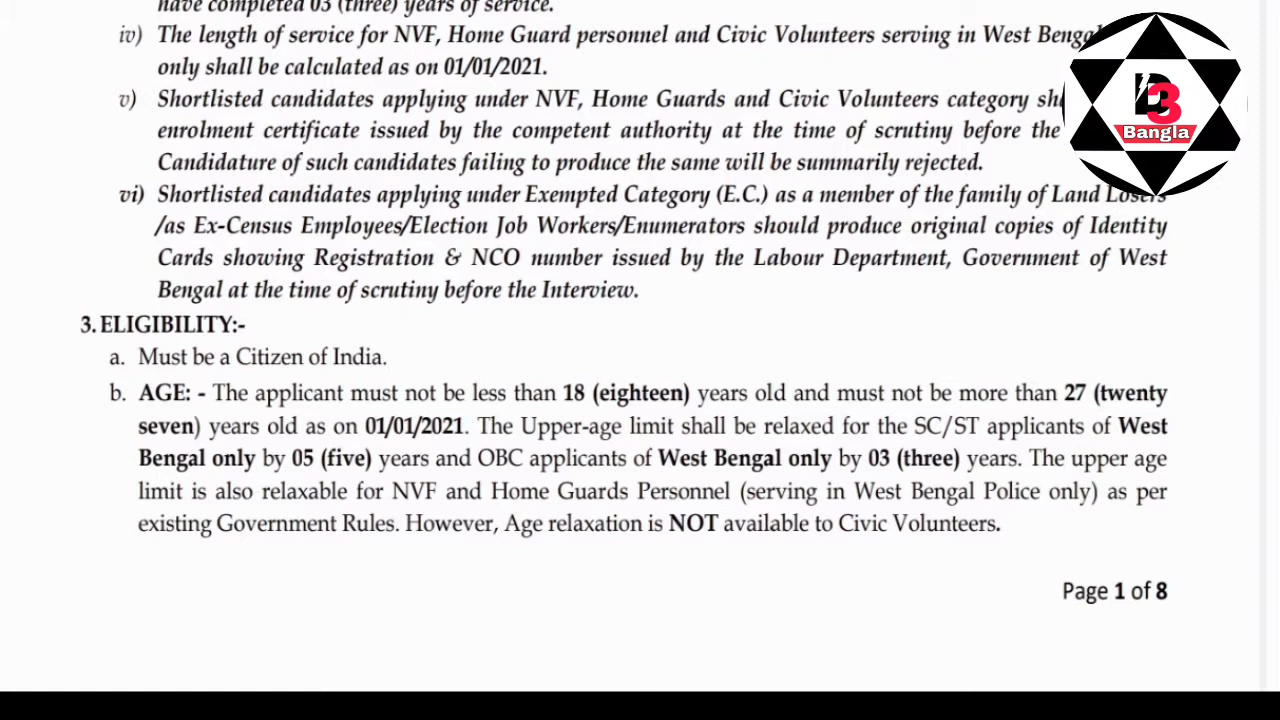 have completed 03 (three) years of service.
iv) The length of service for NVF, Home Guard personnel and Civic Volunteers serving in West Bengal
only shall be calculated as on 01/01/2021.
v) Shortlisted candidates applying under NVF, Home Guards and Civic Volunteers category
enrolment certificate issued by the competent authority at the time of scrutiny before the
Candidature of such candidates failing to produce the same will be summarily rejected.
vi) Shortlisted candidates applying under Exempted Category (E.C.) as a member of the family of Land Losers
/as Ex-Census Employees/Election Job Workers/Enumerators should produce original copies of Identity
Cards showing Registration & NCO number issued by the Labour Department, Government of West
Bengal at the time of scrutiny before the Interview.
3. ELIGIBILITY:-
a. Must be a Citizen of India.
b. AGE: - The applicant must not be less than 18 (eighteen) years old and must not be more than 27 (twenty
seven) years old as on 01/01/2021. The Upper-age limit shall be relaxed for the SC/ST applicants of West
Bengal only by 05 (five) years and OBC applicants of West Bengal only by 03 (three) years. The upper age
limit is also relaxable for NVF and Home Guards Personnel (serving in West Bengal Police only) as per
existing Government Rules. However, Age relaxation is NOT available to Civic Volunteers.
Page 1 of 8
D3
Bangla